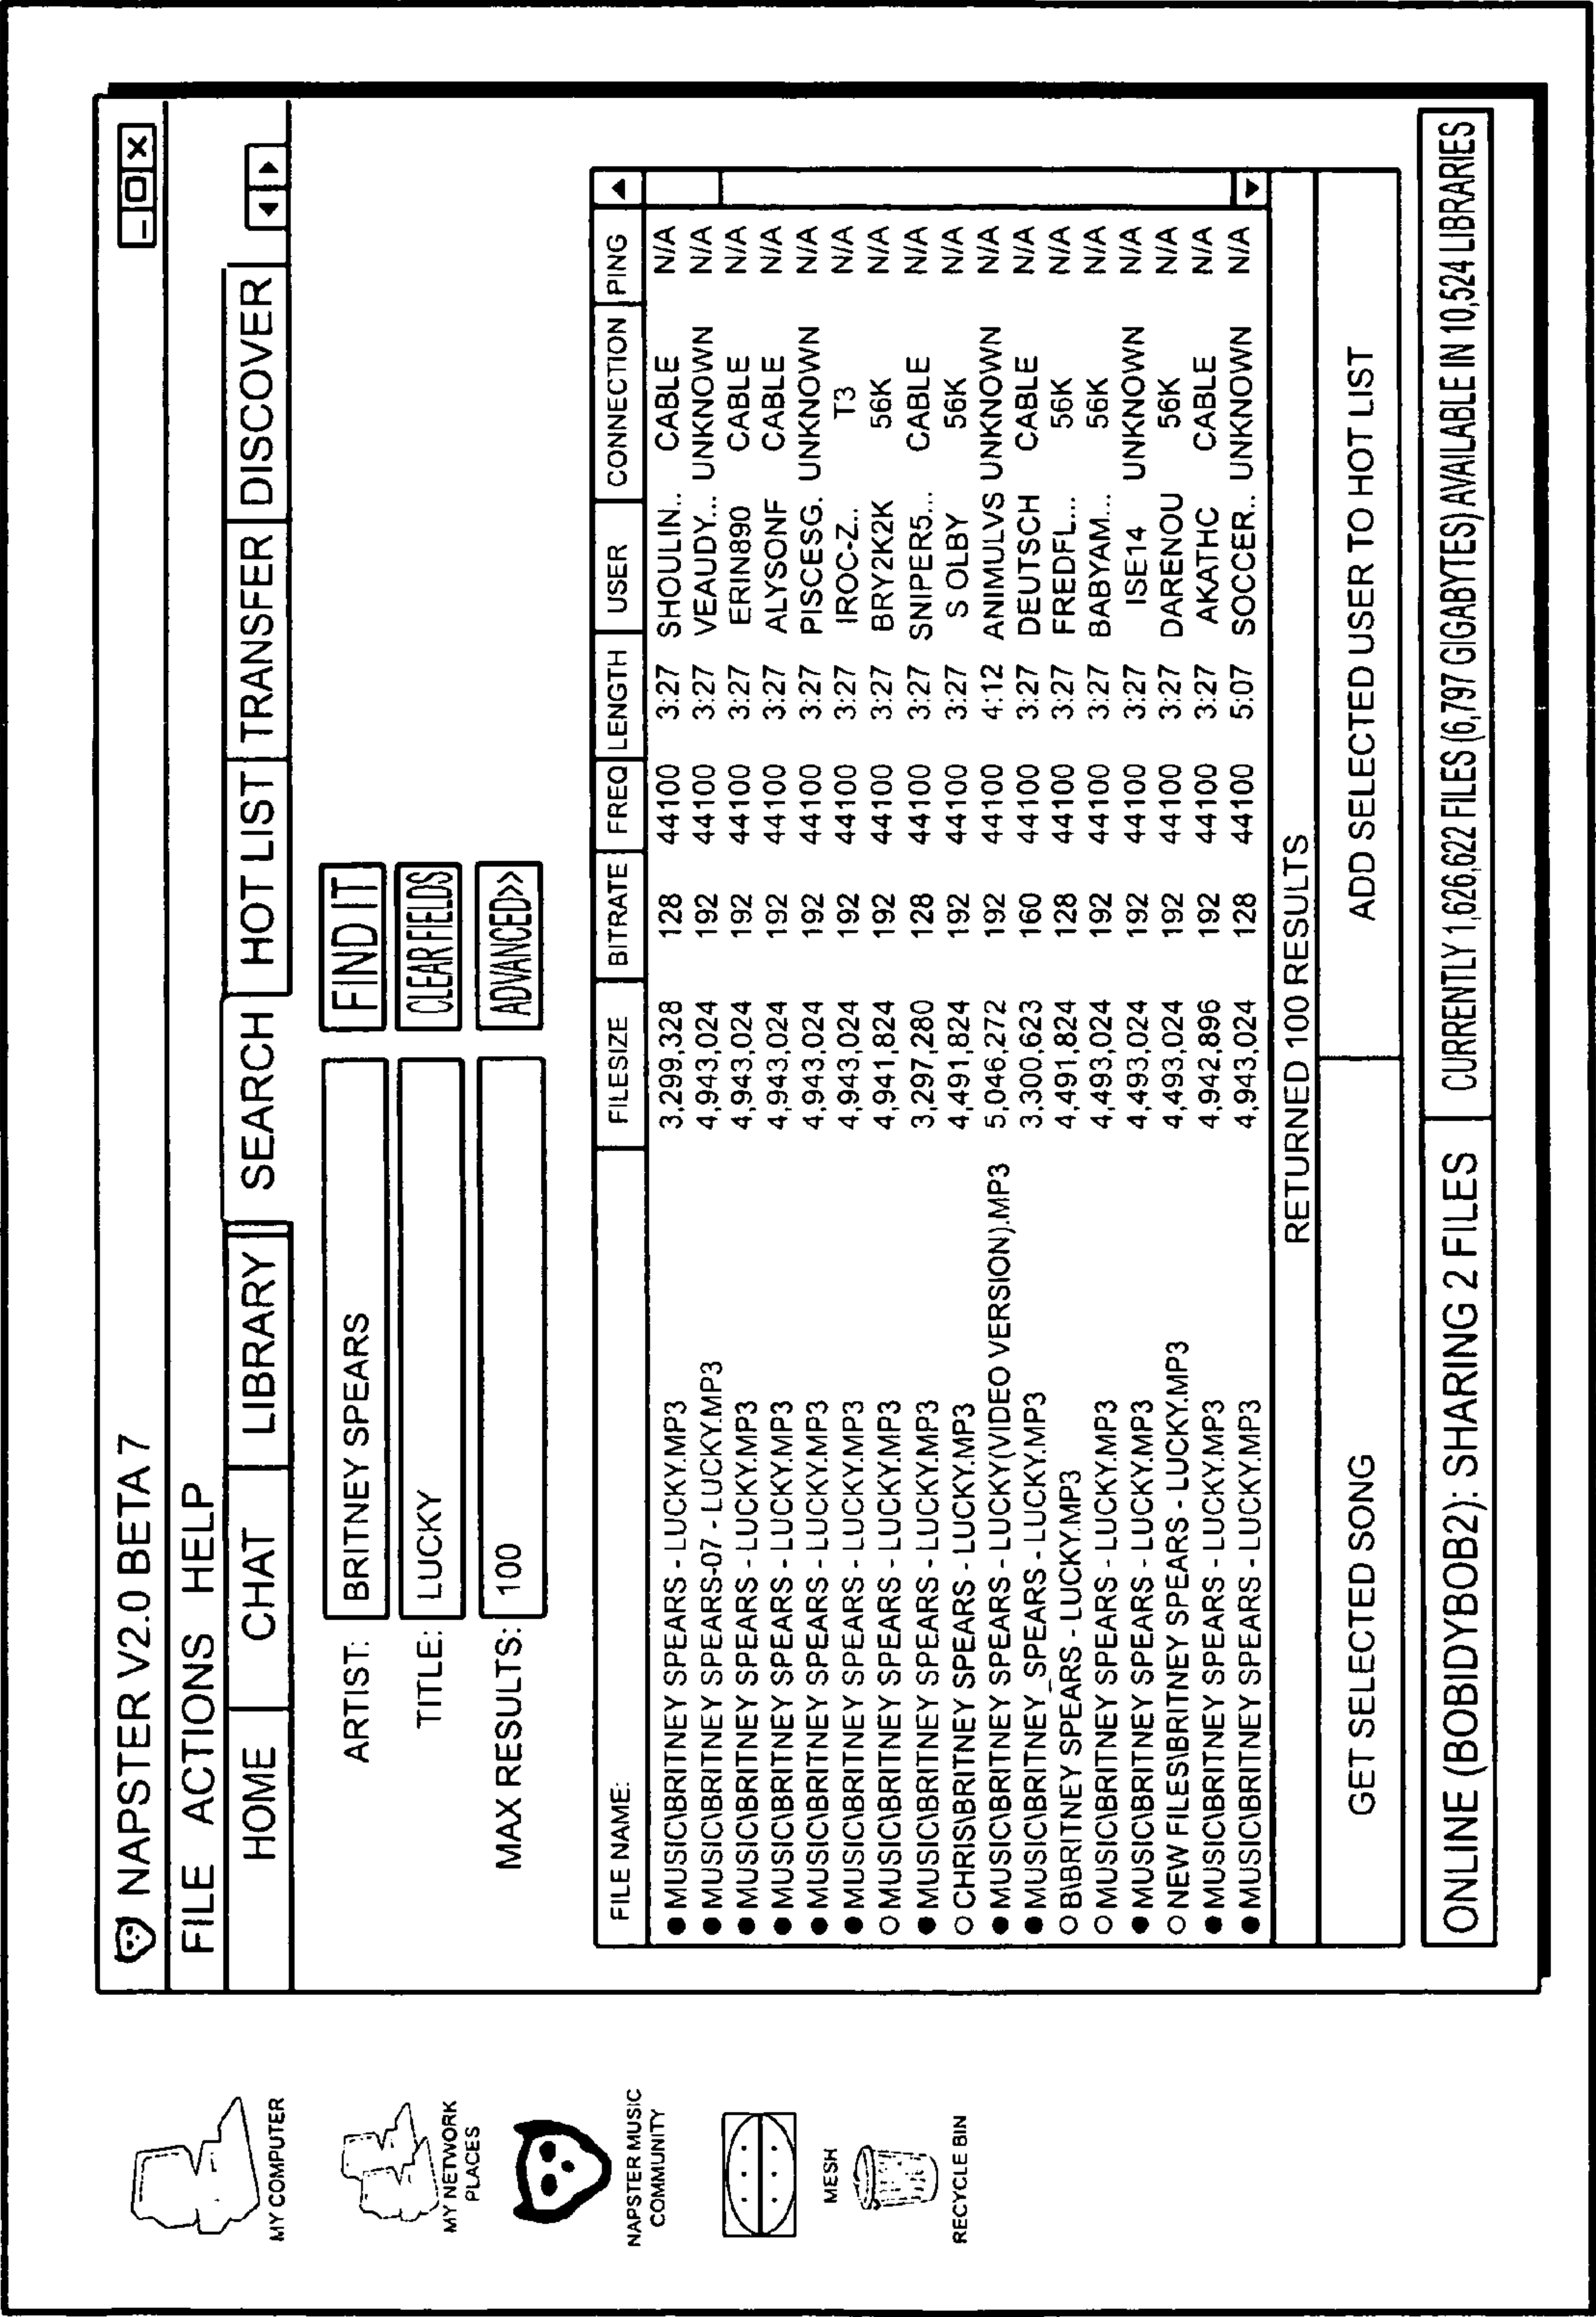 NAPSTER V2.0 BETA 7
FILE ACTIONS HELP
HOME CHAT LIBRARY SEARCH HOT LIST TRANSFER DISCOVER
ARTIST: BRITNEY SPEARS FIND IT
TITLE: LUCKY CLEAR FIELDS
MAX RESULTS: 100 ADVANCED>>
FILE NAME: FILESIZE BITRATE FREQ LENGTH USER CONNECTION PING
MUSIC\BRITNEY SPEARS - LUCKY.MP3 3,299,328 128 44100 3:27 SHOULIN.. CABLE N/A
MUSIC\BRITNEY SPEARS-07 - LUCKY.MP3 4,943,024 192 44100 3:27 VEAUDY... UNKNOWN N/A
MUSIC\BRITNEY SPEARS - LUCKY.MP3 4,943,024 192 44100 3:27 ERIN890 CABLE N/A
MUSIC\BRITNEY SPEARS - LUCKY.MP3 4,943,024 192 44100 3:27 ALYSONF CABLE N/A
MUSIC\BRITNEY SPEARS - LUCKY.MP3 4,943,024 192 44100 3:27 PISCESG. UNKNOWN N/A
MUSIC\BRITNEY SPEARS - LUCKY.MP3 4,943,024 192 44100 3:27 IROC-Z.. T3 N/A
MUSIC\BRITNEY SPEARS - LUCKY.MP3 4,941,824 192 44100 3:27 BRY2K2K 56K N/A
MUSIC\BRITNEY SPEARS - LUCKY.MP3 3,297,280 128 44100 3:27 SNIPER5... CABLE N/A
CHRIS\BRITNEY SPEARS - LUCKY.MP3 4,491,824 192 44100 3:27 S OLBY 56K N/A
MUSIC\BRITNEY SPEARS - LUCKY(VIDEO VERSION).MP3 5,046,272 192 44100 4:12 ANIMULVS UNKNOWN N/A
MUSIC\BRITNEY_SPEARS - LUCKY.MP3 3,300,623 160 44100 3:27 DEUTSCH CABLE N/A
B\BRITNEY SPEARS - LUCKY.MP3 4,491,824 128 44100 3:27 FREDFL... 56K N/A
MUSIC\BRITNEY SPEARS - LUCKY.MP3 4,493,024 192 44100 3:27 BABYAM... 56K N/A
MUSIC\BRITNEY SPEARS - LUCKY.MP3 4,493,024 192 44100 3:27 ISE14 UNKNOWN N/A
NEW FILES\BRITNEY SPEARS - LUCKY.MP3 4,493,024 192 44100 3:27 DARENOU 56K N/A
MUSIC\BRITNEY SPEARS - LUCKY.MP3 4,942,896 192 44100 3:27 AKATHC CABLE N/A
MUSIC\BRITNEY SPEARS - LUCKY.MP3 4,943,024 128 44100 5:07 SOCCER.. UNKNOWN N/A
RETURNED 100 RESULTS
GET SELECTED SONG ADD SELECTED USER TO HOT LIST
ONLINE (BOBIDYBOB2): SHARING 2 FILES CURRENTLY 1,626,622 FILES (6,797 GIGABYTES) AVAILABLE IN 10,524 LIBRARIES
MY COMPUTER
MY NETWORK
PLACES
NAPSTER MUSIC
COMMUNITY
MESH
RECYCLE BIN